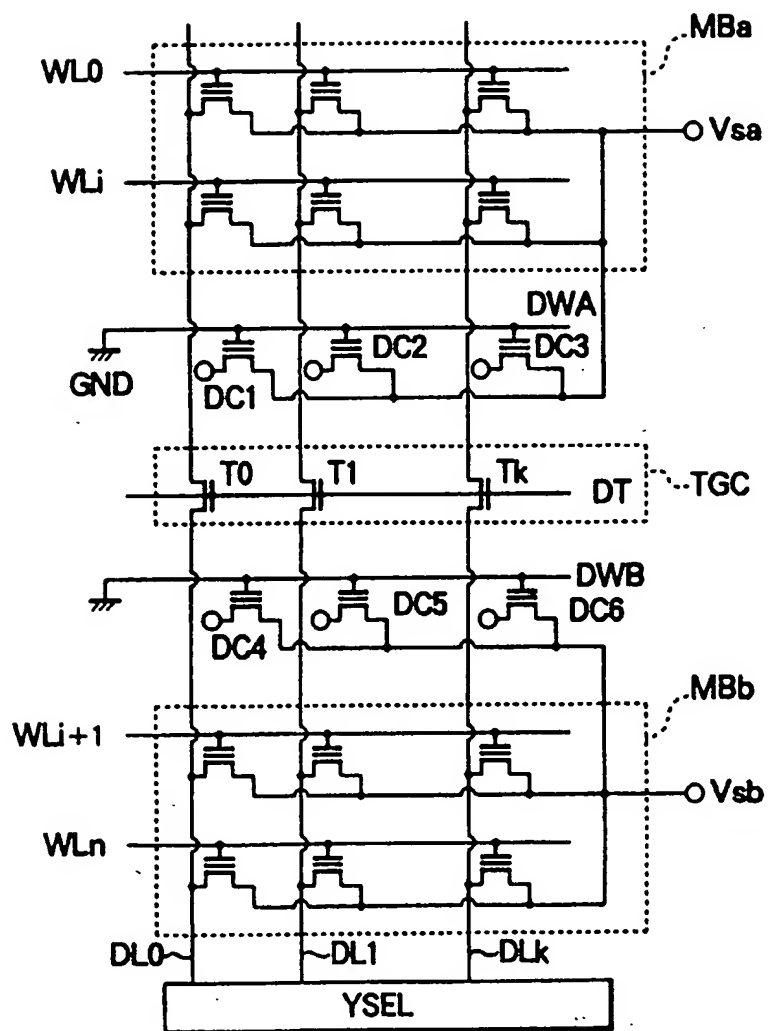 MBa
WL0
Vsa
WLi
DWA
DC2 DC3
GND DC1
T0 T1 Tk
DT TGC
DWB
DC5 DC6
DC4
MBb
WLi+1
Vsb
WLn
DL0 DL1 DLk
YSEL